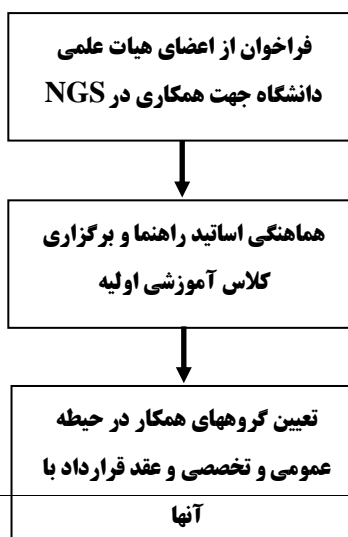 فراخوان از اعضای هیات علمی
دانشگاه جهت همکاری در NGS
هماهنگی اساتید راهنما و برگزاری
کلاس آموزشی اولیه
تعیین گروههای همکار در حیطه
عمومی و تخصصی و عقد قرارداد با
آنها